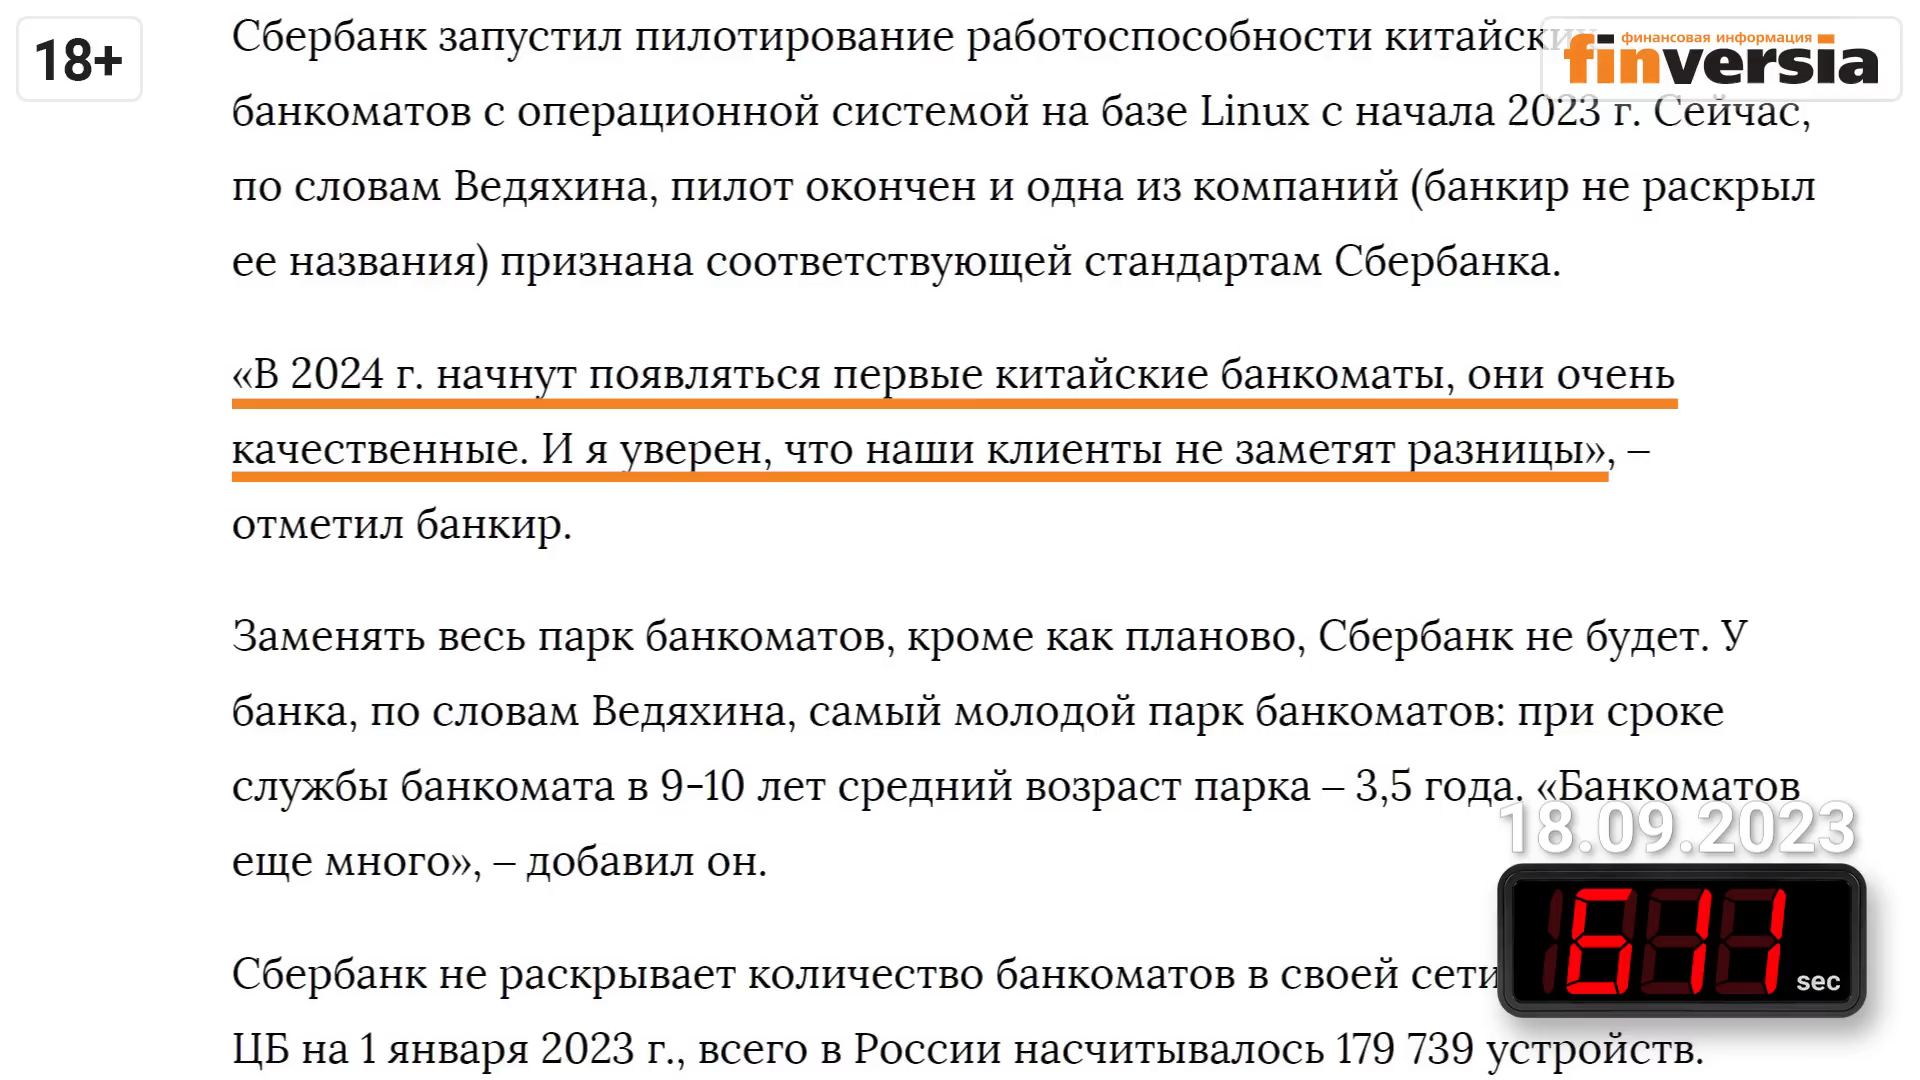 18+
финансовая информация
finversia
Сбербанк запустил пилотирование работоспособности китайских
банкоматов с операционной системой на базе Linux с начала 2023 г. Сейчас,
по словам Ведяхина, пилот окончен и одна из компаний (банкир не раскрыл
ее названия) признана соответствующей стандартам Сбербанка.
«В 2024 г. начнут появляться первые китайские банкоматы, они очень
качественные. И я уверен, что наши клиенты не заметят разницы», –
отметил банкир.
Заменять весь парк банкоматов, кроме как планово, Сбербанк не будет. У
банка, по словам Ведяхина, самый молодой парк банкоматов: при сроке
службы банкомата в 9-10 лет средний возраст парка – 3,5 года. «Банкоматов
еще много», – добавил он.
Сбербанк не раскрывает количество банкоматов в своей сети
ЦБ на 1 января 2023 г., всего в России насчитывалось 179 739 устройств.
18.09.2023
611
sec